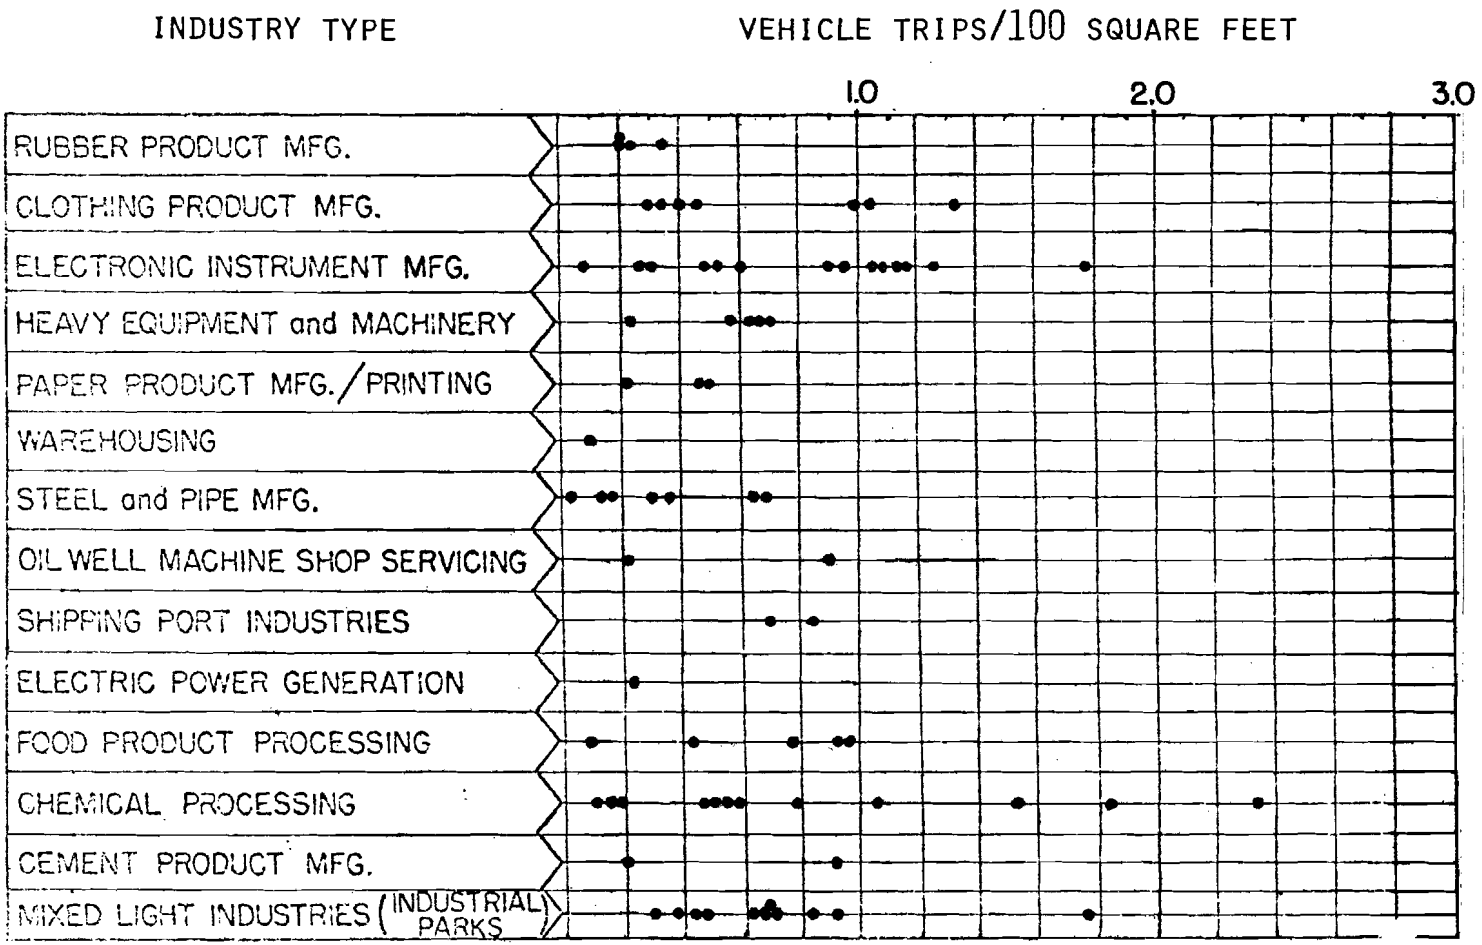 INDUSTRY TYPE VEHICLE TRIPS/100 SQUARE FEET
1.0 2.0 3.0
RUBBER PRODUCT MFG.
CLOTHING PRODUCT MFG.
ELECTRONIC INSTRUMENT MFG.
HEAVY EQUIPMENT and MACHINERY
PAPER PRODUCT MFG./PRINTING
WAREHOUSING
STEEL and PIPE MFG.
OIL WELL MACHINE SHOP SERVICING
SHIPPING PORT INDUSTRIES
ELECTRIC POWER GENERATION
FOOD PRODUCT PROCESSING
CHEMICAL PROCESSING
CEMENT PRODUCT MFG.
MIXED LIGHT INDUSTRIES (INDUSTRIAL
PARKS)